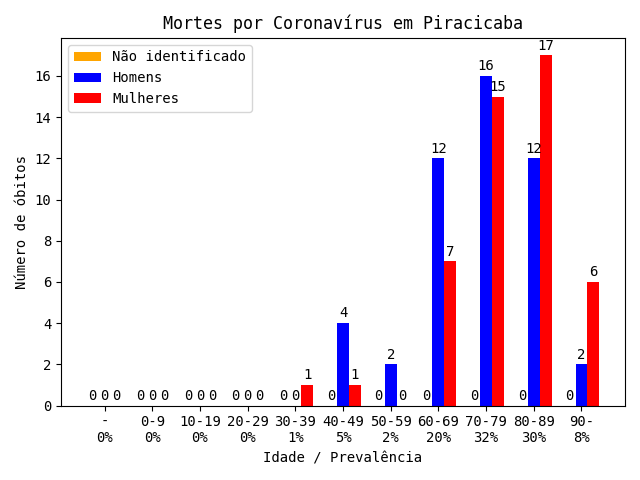 Mortes por Coronavírus em Piracicaba
Não identificado
Homens
Mulheres
Número de óbitos
16
14
12
10
8
6
4
2
0
0 0 0 0 0 0 0 0 0 0 0 0 0 0 1 0 4 1 0 2 0 0 12 7 0 16 15 0 12 17 0 2 6
- 0-9 10-19 20-29 30-39 40-49 50-59 60-69 70-79 80-89 90-
0% 0% 0% 0% 1% 5% 2% 20% 32% 30% 8%
Idade / Prevalência